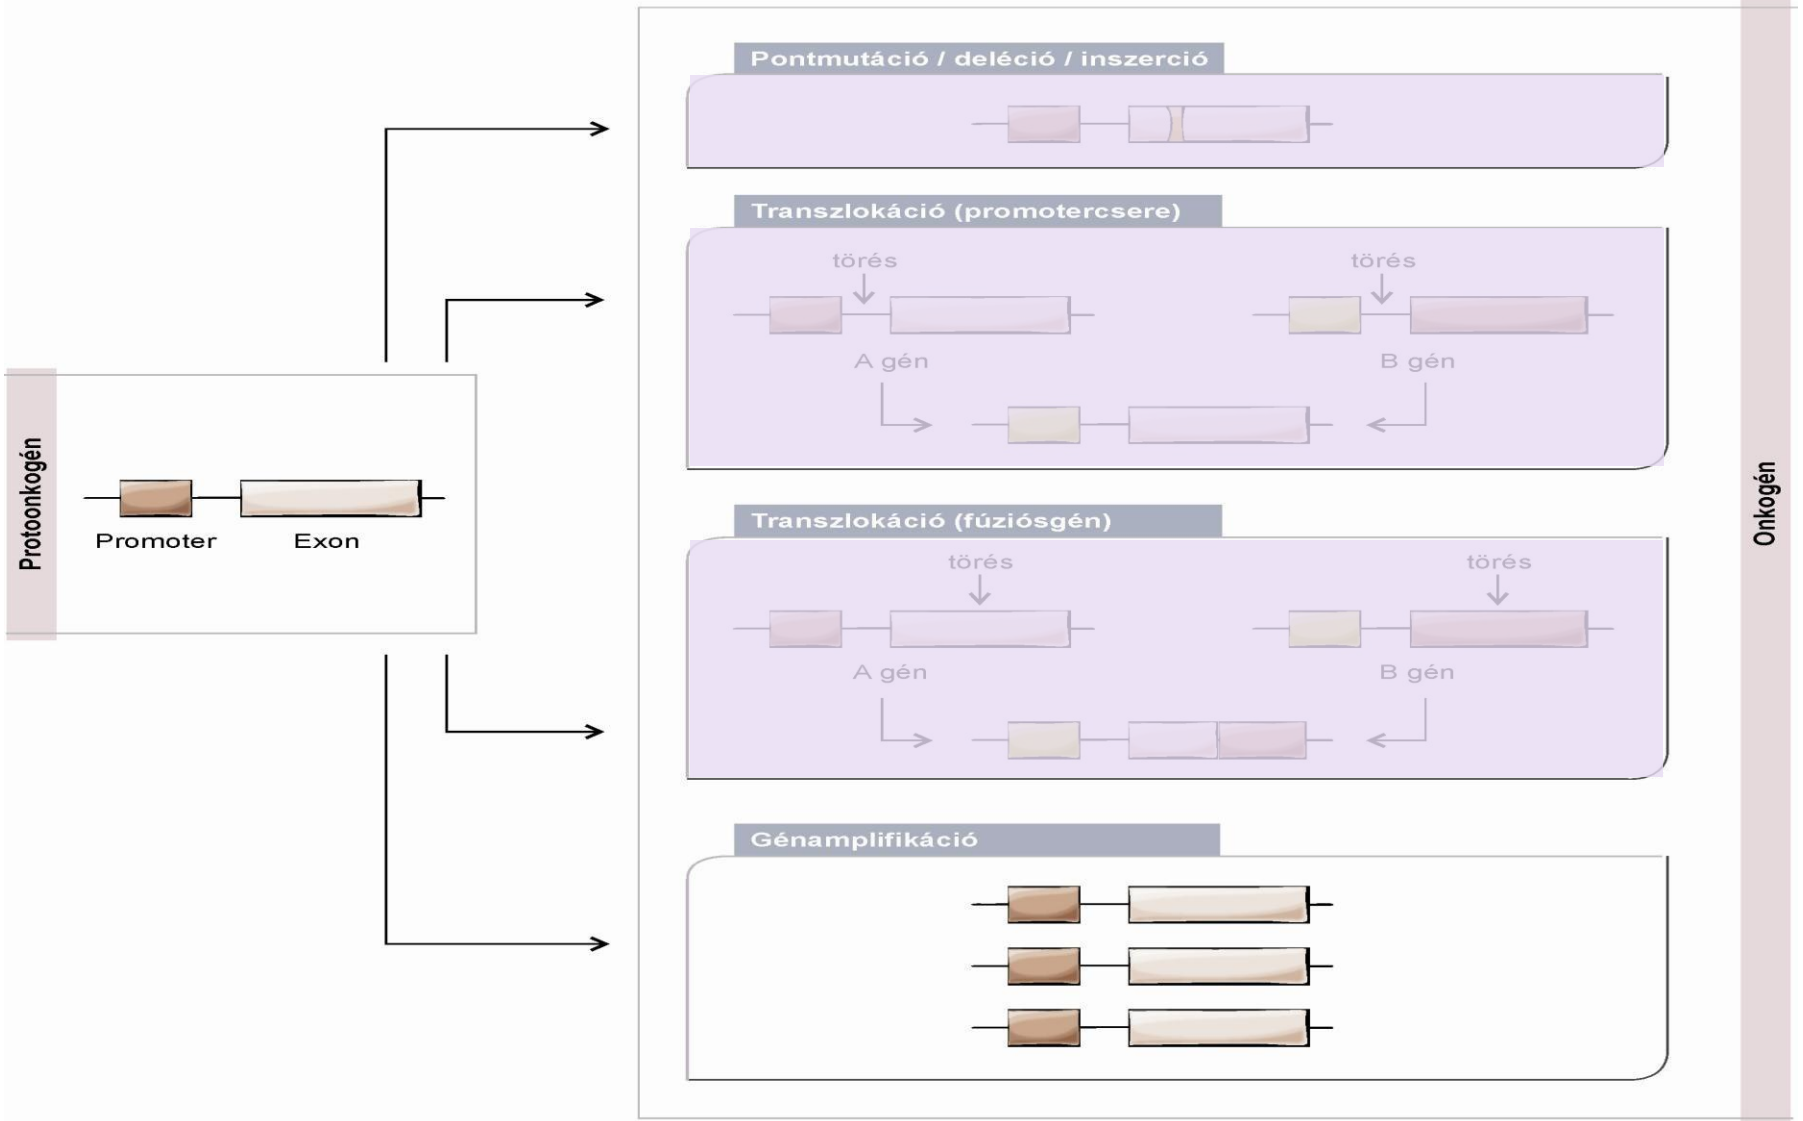 Protoonkogén
Promoter Exon
Pontmutáció / deléció / inszerció
Transzlokáció (promotercsere)
törés törés
A gén B gén
Transzlokáció (fúziósgén)
törés törés
A gén B gén
Génamplifikáció
Onkogén